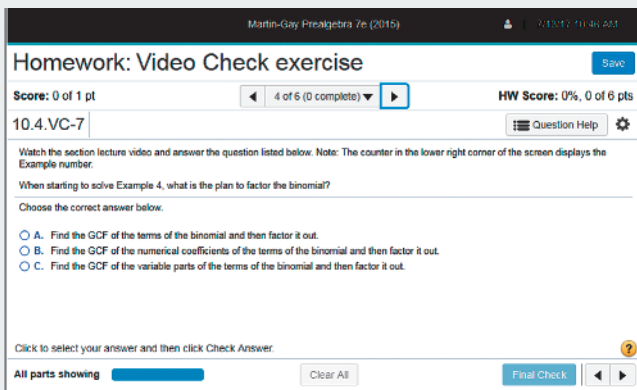 Martin-Gay Prealgebra 7e (2015) 7/13/17 10:46 AM
Homework: Video Check exercise Save
Score: 0 of 1 pt 4 of 6 (0 complete) HW Score: 0%, 0 of 6 pts
10.4.VC-7 Question Help
Watch the section lecture video and answer the question listed below. Note: The counter in the lower right corner of the screen displays the
Example number.
When starting to solve Example 4, what is the plan to factor the binomial?
Choose the correct answer below.
A. Find the GCF of the terms of the binomial and then factor it out.
B. Find the GCF of the numerical coefficients of the terms of the binomial and then factor it out.
C. Find the GCF of the variable parts of the terms of the binomial and then factor it out.
Click to select your answer and then click Check Answer. ?
All parts showing Clear All Final Check